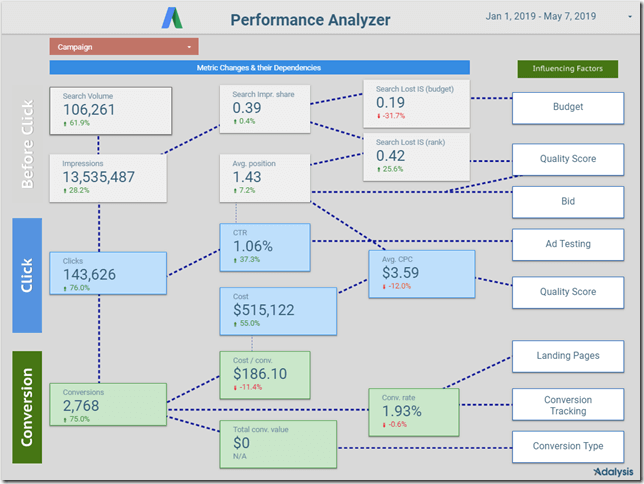 Performance Analyzer
Jan 1, 2019 - May 7, 2019
Campaign
Metric Changes & their Dependencies
Influencing Factors
Before Click
Search Volume
106,261
61.9%
Search Impr. share
0.39
0.4%
Search Lost IS (budget)
0.19
-31.7%
Budget
Search Lost IS (rank)
0.42
25.6%
Quality Score
Impressions
13,535,487
28.2%
Avg. position
1.43
7.2%
Bid
Click
CTR
1.06%
37.3%
Ad Testing
Clicks
143,626
76.0%
Avg. CPC
$3.59
-12.0%
Quality Score
Cost
$515,122
55.0%
Conversion
Cost / conv.
$186.10
-11.4%
Landing Pages
Conversions
2,768
75.0%
Conv. rate
1.93%
-0.6%
Conversion
Tracking
Total conv. value
$0
N/A
Conversion Type
Adalysis